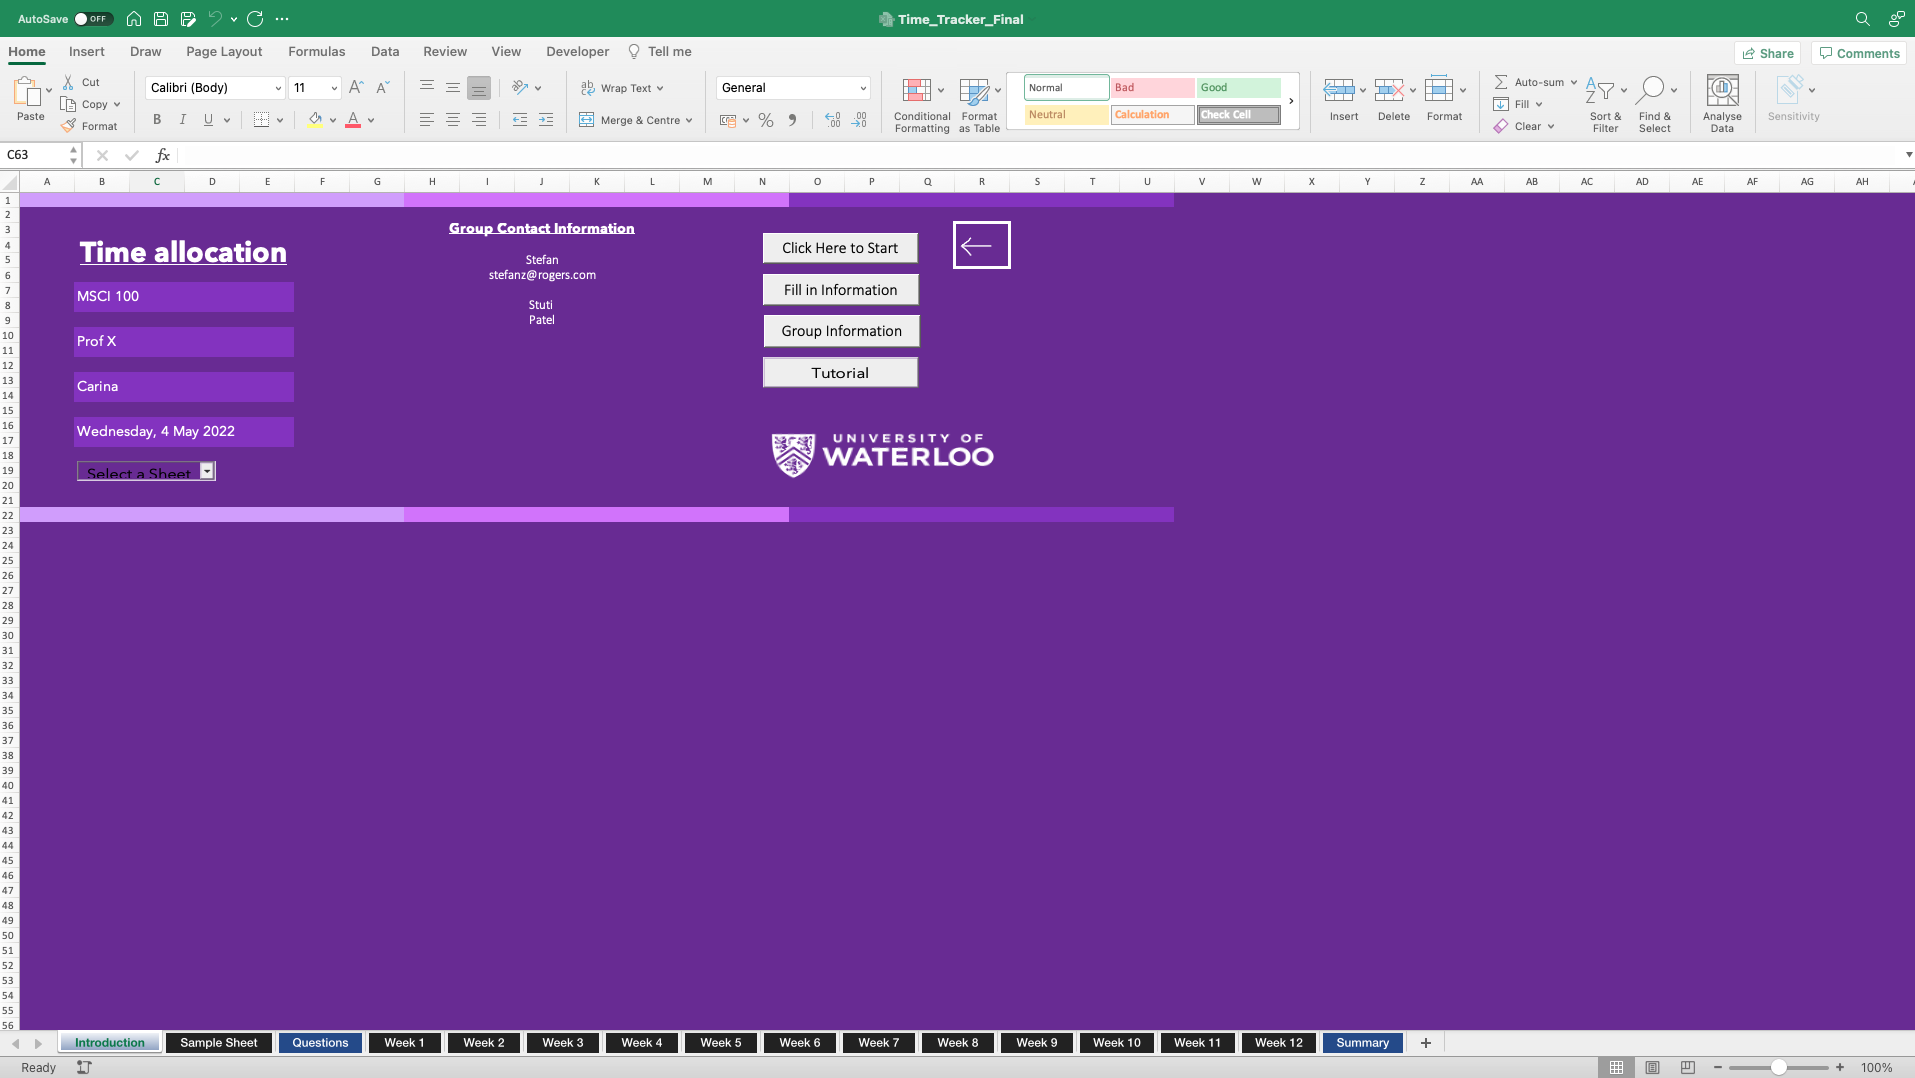 AutoSave OFF
Time_Tracker_Final
Home Insert Draw Page Layout Formulas Data Review View Developer Tell me
Share Comments
Paste
Cut
Copy
Format
Calibri (Body) 11
B I U
A A
A
ab Wrap Text
Merge & Centre
General
%
Conditional Formatting
Format as Table
Normal Bad Good
Neutral Calculation Check Cell
Insert Delete Format
Auto-sum
Fill
Clear
Sort & Filter
Find & Select
Analyse Data
Sensitivity
C63 fx
A B C D E F G H I J K L M N O P Q R S T U V W X Y Z AA AB AC AD AE AF AG AH
1
2
3
4
5
6
7
8
9
10
11
12
13
14
15
16
17
18
19
20
21
22
23
24
25
26
27
28
29
30
31
32
33
34
35
36
37
38
39
40
41
42
43
44
45
46
47
48
49
50
51
52
53
54
55
56
Time allocation
MSCI 100
Prof X
Carina
Wednesday, 4 May 2022
Select a Sheet
Group Contact Information
Stefan
stefanz@rogers.com
Stuti
Patel
Click Here to Start
Fill in Information
Group Information
Tutorial
UNIVERSITY OF
WATERLOO
Introduction Sample Sheet Questions Week 1 Week 2 Week 3 Week 4 Week 5 Week 6 Week 7 Week 8 Week 9 Week 10 Week 11 Week 12 Summary +
Ready
− + 100%